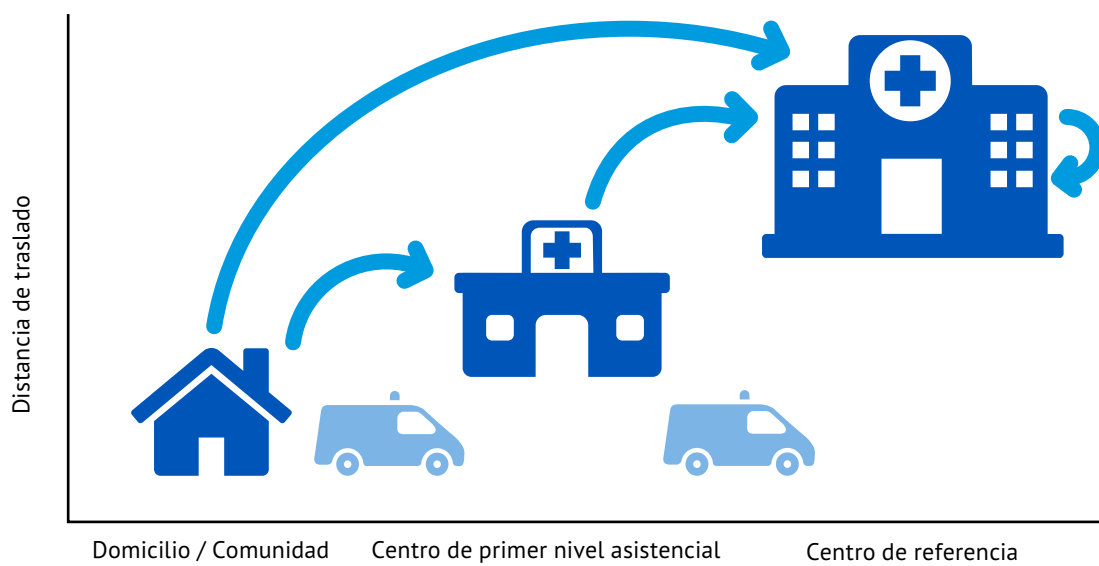 Distancia de traslado
Domicilio / Comunidad
Centro de primer nivel asistencial
Centro de referencia